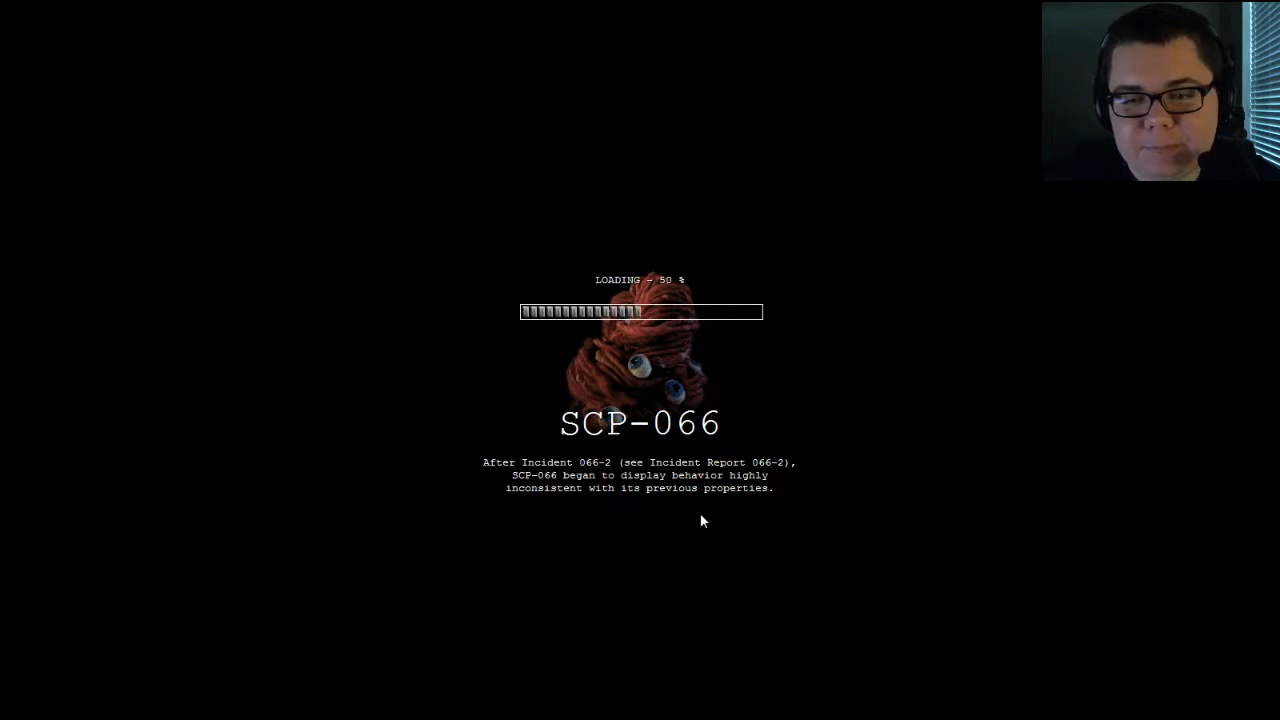 LOADING - 50 %
SCP-066
After Incident 066-2 (see Incident Report 066-2),
SCP-066 began to display behavior highly
inconsistent with its previous properties.